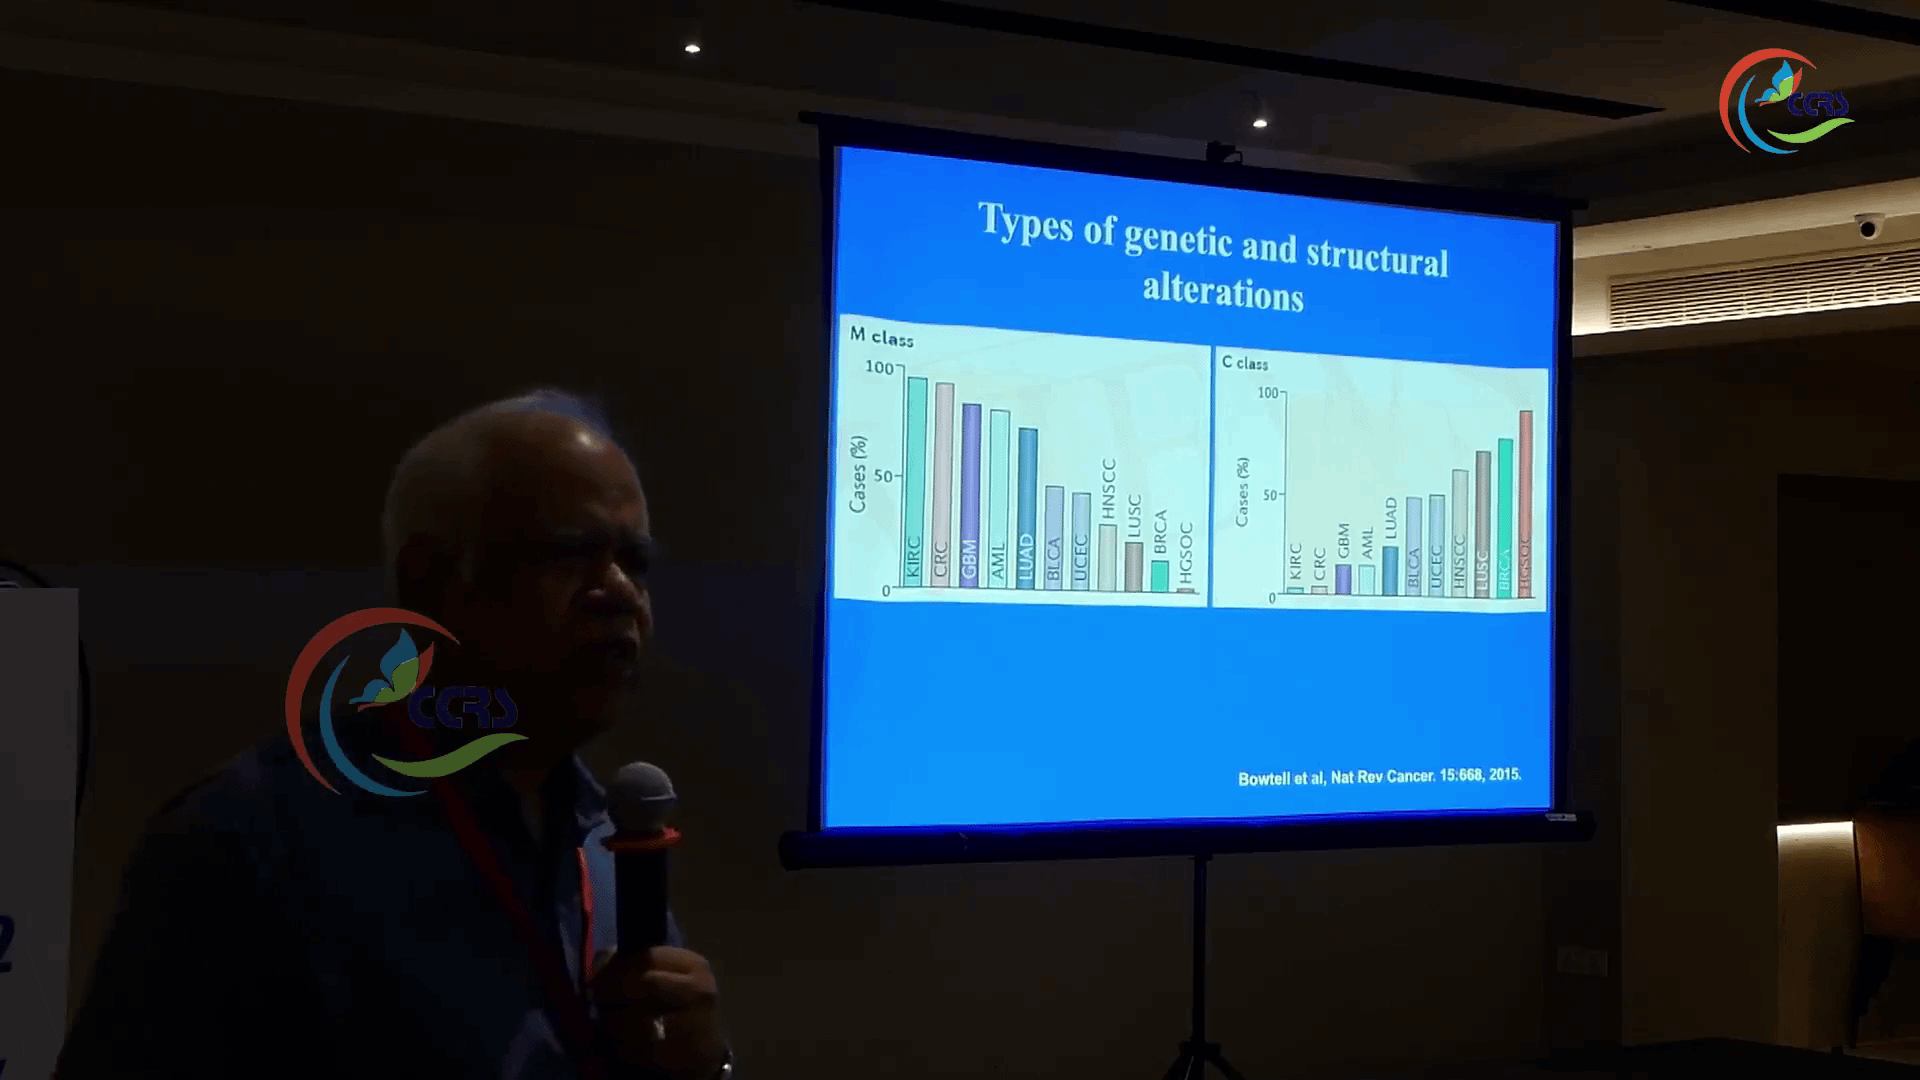 CCRS
Types of genetic and structural
alterations
M class
100
50
0
Cases (%)
KIRC
CRC
GBM
AML
LUAD
BLCA
UCEC
HNSCC
LUSC
BRCA
HGSOC
C class
100
50
0
Cases (%)
KIRC
CRC
GBM
AML
LUAD
BLCA
UCEC
HNSCC
LUSC
BRCA
HGSOC
Bowtell et al, Nat Rev Cancer. 15:668, 2015.
CCRS
2